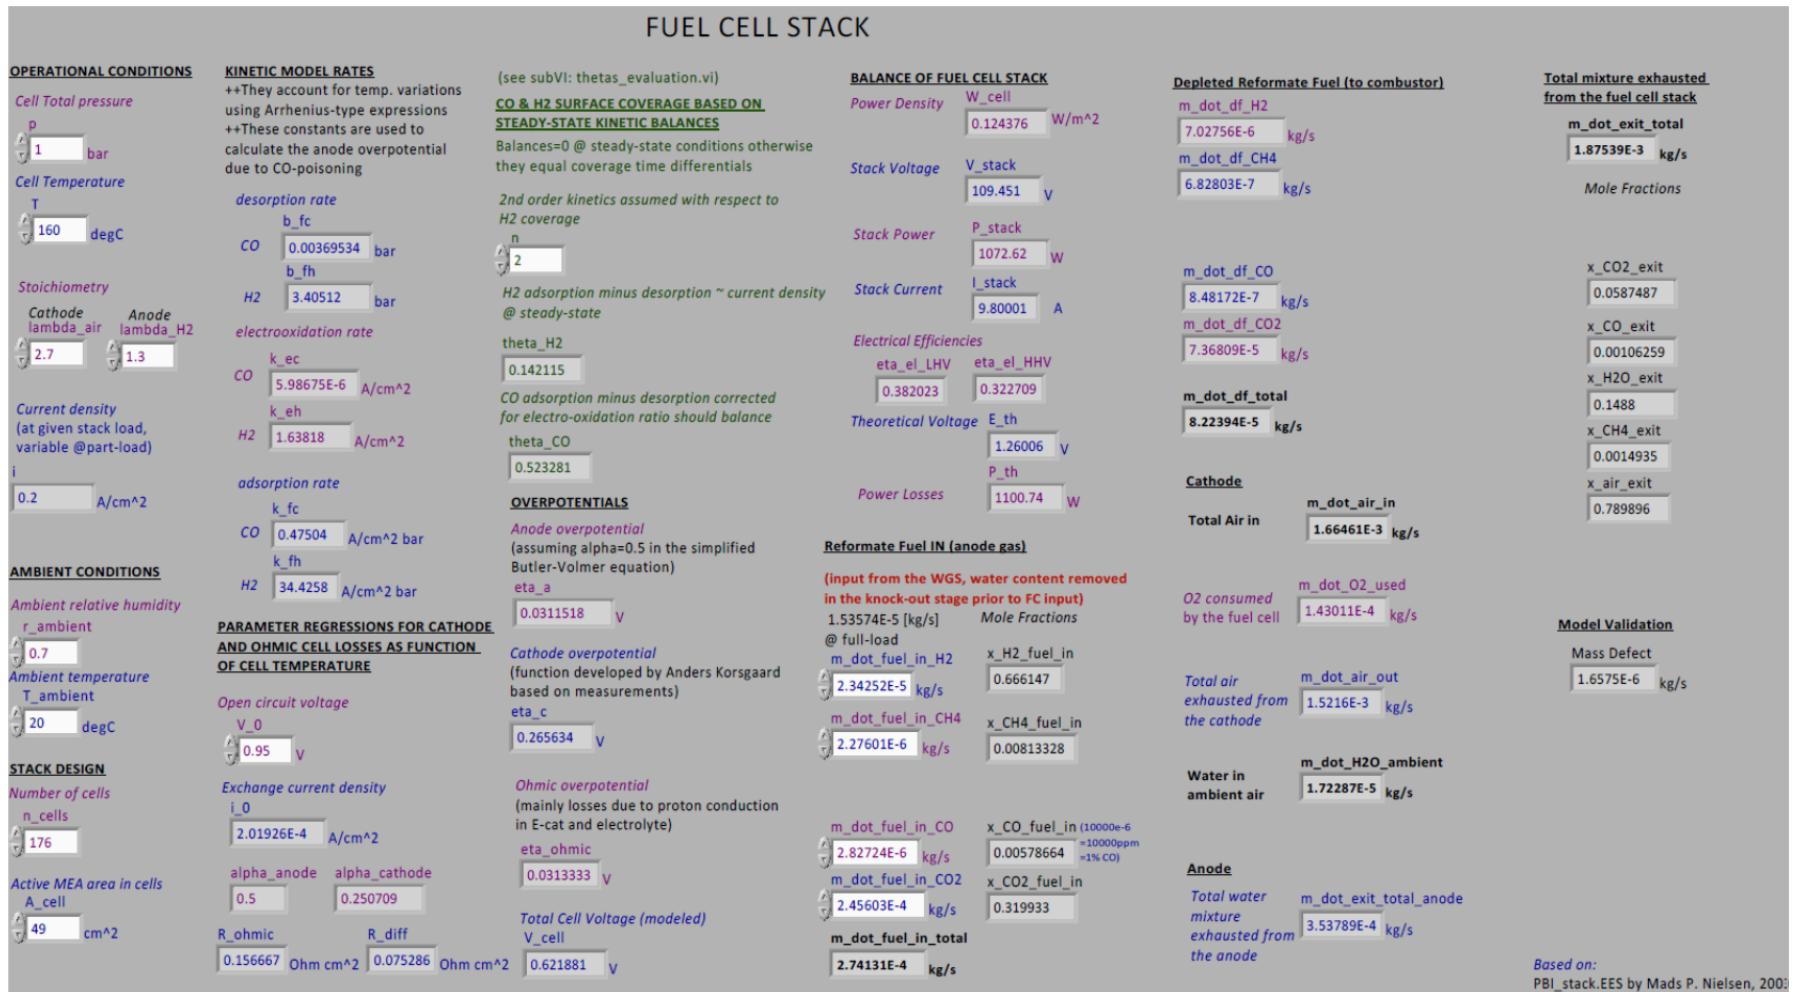 FUEL CELL STACK
OPERATIONAL CONDITIONS
Cell Total pressure
p
1 bar
Cell Temperature
T
160 degC
Stoichiometry
Cathode Anode
lambda_air lambda_H2
2.7 1.3
Current density
(at given stack load,
variable @part-load)
i
0.2 A/cm^2
AMBIENT CONDITIONS
Ambient relative humidity
r_ambient
0.7
Ambient temperature
T_ambient
20 degC
STACK DESIGN
Number of cells
n_cells
176
Active MEA area in cells
A_cell
49 cm^2
KINETIC MODEL RATES
++They account for temp. variations
using Arrhenius-type expressions
++These constants are used to
calculate the anode overpotential
due to CO-poisoning
desorption rate
b_fc
CO 0.00369534 bar
b_fh
H2 3.40512 bar
electrooxidation rate
k_ec
CO 5.98675E-6 A/cm^2
k_eh
H2 1.63818 A/cm^2
adsorption rate
k_fc
CO 0.47504 A/cm^2 bar
k_fh
H2 34.4258 A/cm^2 bar
PARAMETER REGRESSIONS FOR CATHODE
AND OHMIC CELL LOSSES AS FUNCTION
OF CELL TEMPERATURE
Open circuit voltage
V_0
0.95 V
Exchange current density
i_0
2.01926E-4 A/cm^2
alpha_anode alpha_cathode
0.5 0.250709
R_ohmic R_diff
0.156667 Ohm cm^2 0.075286 Ohm cm^2
(see subVI: thetas_evaluation.vi)
CO & H2 SURFACE COVERAGE BASED ON
STEADY-STATE KINETIC BALANCES
Balances=0 @ steady-state conditions otherwise
they equal coverage time differentials
2nd order kinetics assumed with respect to
H2 coverage
n
2
H2 adsorption minus desorption ~ current density
@ steady-state
theta_H2
0.142115
CO adsorption minus desorption corrected
for electro-oxidation ratio should balance
theta_CO
0.523281
OVERPOTENTIALS
Anode overpotential
(assuming alpha=0.5 in the simplified
Butler-Volmer equation)
eta_a
0.0311518 V
Cathode overpotential
(function developed by Anders Korsgaard
based on measurements)
eta_c
0.265634 V
Ohmic overpotential
(mainly losses due to proton conduction
in E-cat and electrolyte)
eta_ohmic
0.0313333 V
Total Cell Voltage (modeled)
V_cell
0.621881 V
BALANCE OF FUEL CELL STACK
Power Density W_cell
0.124376 W/m^2
Stack Voltage V_stack
109.451 V
Stack Power P_stack
1072.62 W
Stack Current I_stack
9.80001 A
Electrical Efficiencies
eta_el_LHV eta_el_HHV
0.382023 0.322709
Theoretical Voltage E_th
1.26006 V
P_th
Power Losses 1100.74 W
Reformate Fuel IN (anode gas)
(input from the WGS, water content removed
in the knock-out stage prior to FC input)
1.53574E-5 [kg/s] Mole Fractions
@ full-load
m_dot_fuel_in_H2 x_H2_fuel_in
2.34252E-5 kg/s 0.666147
m_dot_fuel_in_CH4 x_CH4_fuel_in
2.27601E-6 kg/s 0.00813328
m_dot_fuel_in_CO x_CO_fuel_in (10000e-6
=10000ppm
2.82724E-6 kg/s 0.00578664 =1% CO)
m_dot_fuel_in_CO2 x_CO2_fuel_in
2.45603E-4 kg/s 0.319933
m_dot_fuel_in_total
2.74131E-4 kg/s
Depleted Reformate Fuel (to combustor)
m_dot_df_H2
7.02756E-6 kg/s
m_dot_df_CH4
6.82803E-7 kg/s
m_dot_df_CO
8.48172E-7 kg/s
m_dot_df_CO2
7.36809E-5 kg/s
m_dot_df_total
8.22394E-5 kg/s
Cathode
m_dot_air_in
Total Air in 1.66461E-3 kg/s
m_dot_O2_used
O2 consumed
by the fuel cell 1.43011E-4 kg/s
Total air m_dot_air_out
exhausted from 1.5216E-3 kg/s
the cathode
m_dot_H2O_ambient
Water in
ambient air 1.72287E-5 kg/s
Anode
Total water m_dot_exit_total_anode
mixture
exhausted from 3.53789E-4 kg/s
the anode
Total mixture exhausted
from the fuel cell stack
m_dot_exit_total
1.87539E-3 kg/s
Mole Fractions
x_CO2_exit
0.0587487
x_CO_exit
0.00106259
x_H2O_exit
0.1488
x_CH4_exit
0.0014935
x_air_exit
0.789896
Model Validation
Mass Defect
1.6575E-6 kg/s
Based on:
PBI_stack.EES by Mads P. Nielsen,